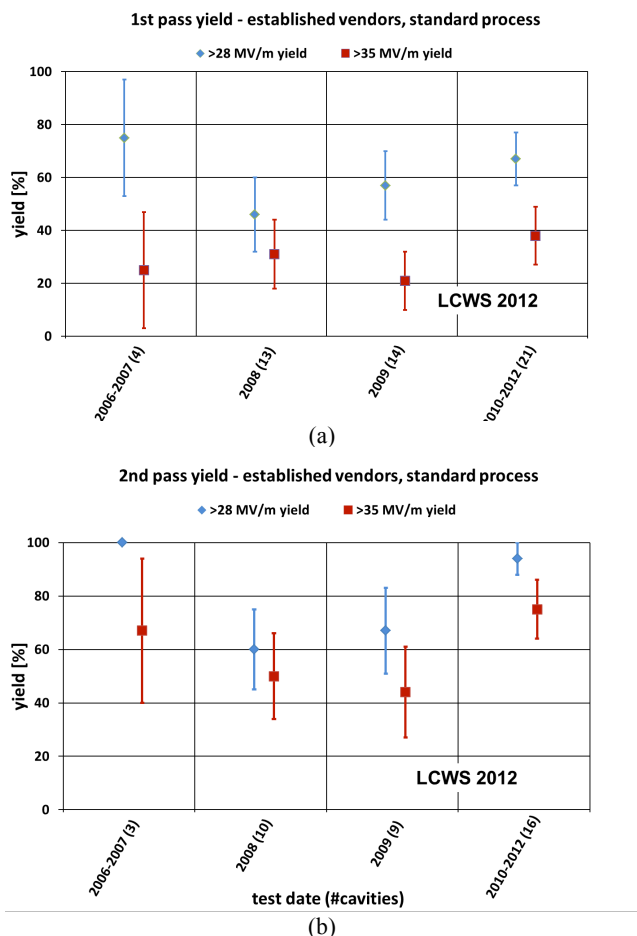 1st pass yield - established vendors, standard process
>28 MV/m yield >35 MV/m yield
100
80
60
40
20
0
yield [%]
LCWS 2012
2006-2007 (4)
2008 (13)
2009 (14)
2010-2012 (21)
(a)
2nd pass yield - established vendors, standard process
>28 MV/m yield >35 MV/m yield
100
80
60
40
20
0
yield [%]
LCWS 2012
2006-2007 (3)
2008 (10)
2009 (9)
2010-2012 (16)
test date (#cavities)
(b)